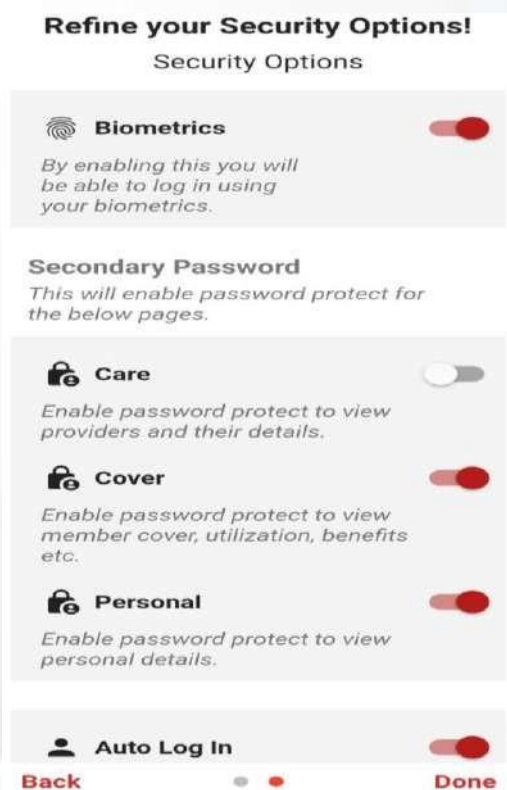 Refine your Security Options!
Security Options
Biometrics
By enabling this you will
be able to log in using
your biometrics.
Secondary Password
This will enable password protect for
the below pages.
Care
Enable password protect to view
providers and their details.
Cover
Enable password protect to view
member cover, utilization, benefits
etc.
Personal
Enable password protect to view
personal details.
Auto Log In
Back Done